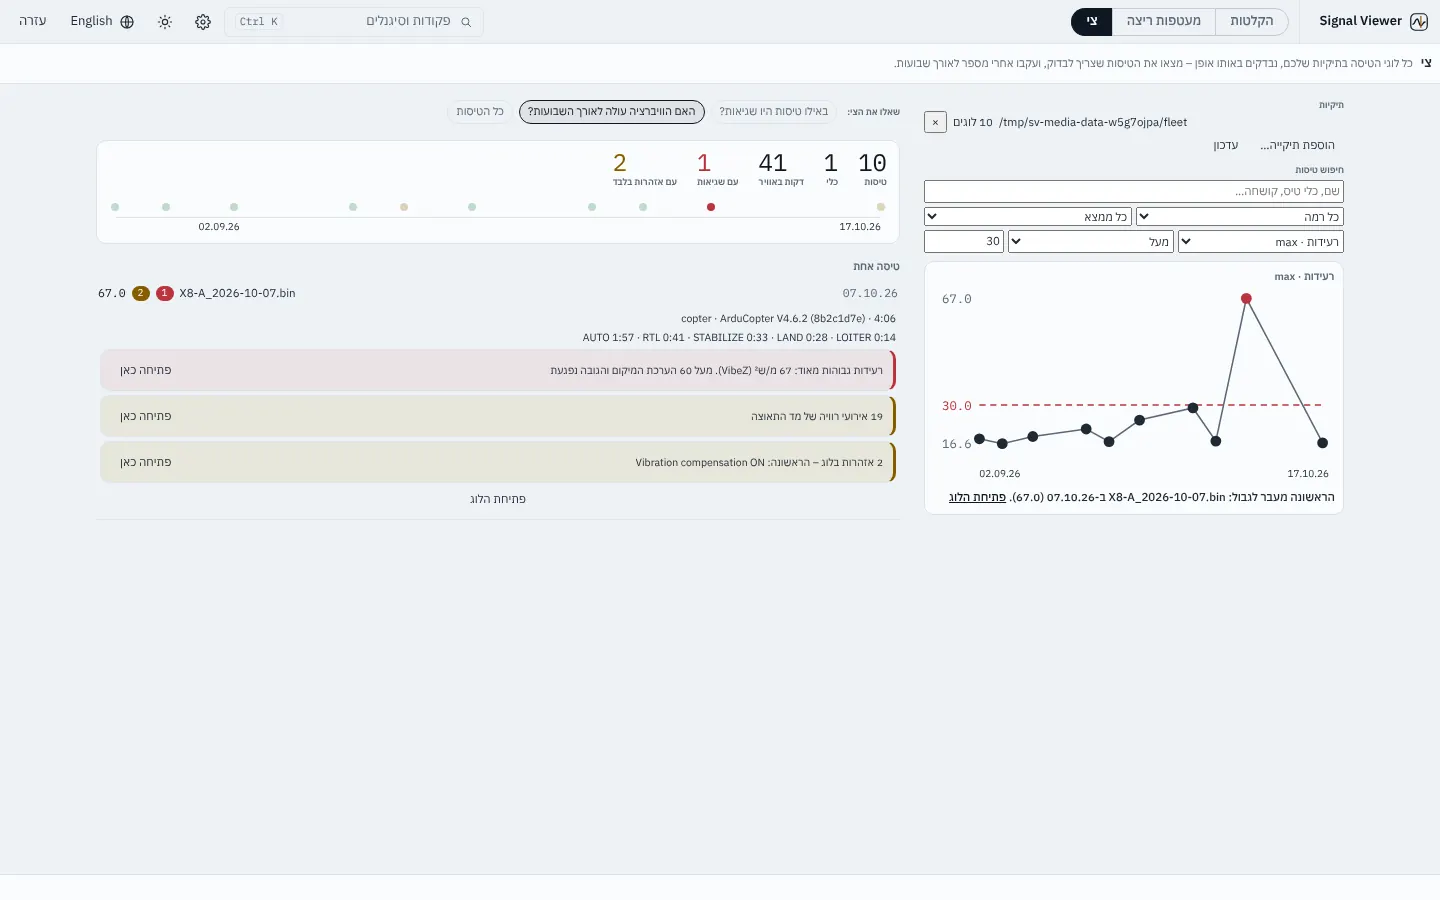 Signal Viewer
הקלטות
מעטפות ריצה
צי
פקודות וסיגנלים
Ctrl K
English
עזרה
צי כל לוגי הטיסה בתיקיות שלכם, נבדקים באותו אופן – מצאו את הטיסות שצריך לבדוק, ועקבו אחרי מספר לאורך שבועות.
תיקיות
/tmp/sv-media-data-w5g7ojpa/fleet 10 לוגים ×
הוספת תיקייה... עדכון
חיפוש טיסות
שם, כלי טיס, קושחה...
כל רמה
כל ממצא
רעידות · max
מעל
30
רעידות · max
67.0
30.0
16.6
02.09.26
17.10.26
הראשונה מעבר לגבול: X8-A_2026-10-07.bin ב-07.10.26 (67.0). פתיחת הלוג
שאלו את הצי:
באילו טיסות היו שגיאות?
האם הוויברציה עולה לאורך השבועות?
כל הטיסות
10 טיסות
1 כלי
41 דקות באוויר
1 עם שגיאות
2 עם אזהרות בלבד
02.09.26
17.10.26
טיסה אחת
07.10.26
X8-A_2026-10-07.bin 1 2 67.0
copter · ArduCopter V4.6.2 (8b2c1d7e) · 4:06
AUTO 1:57 · RTL 0:41 · STABILIZE 0:33 · LAND 0:28 · LOITER 0:14
רעידות גבוהות מאוד: 67 מ/ש² (VibeZ). מעל 60 הערכת המיקום והגובה נפגעת
פתיחה כאן
19 אירועי רוויה של מד התאוצה
פתיחה כאן
2 אזהרות בלוג – הראשונה: Vibration compensation ON
פתיחה כאן
פתיחת הלוג